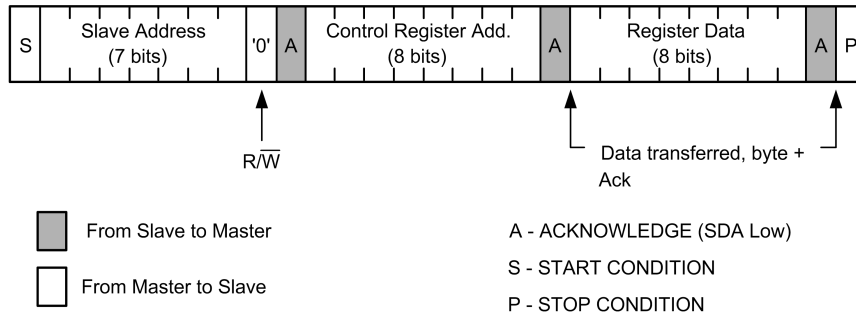 S Slave Address (7 bits) '0' A Control Register Add. (8 bits) A Register Data (8 bits) A P
R/W̅
Data transferred, byte +
Ack
From Slave to Master
A - ACKNOWLEDGE (SDA Low)
S - START CONDITION
From Master to Slave
P - STOP CONDITION